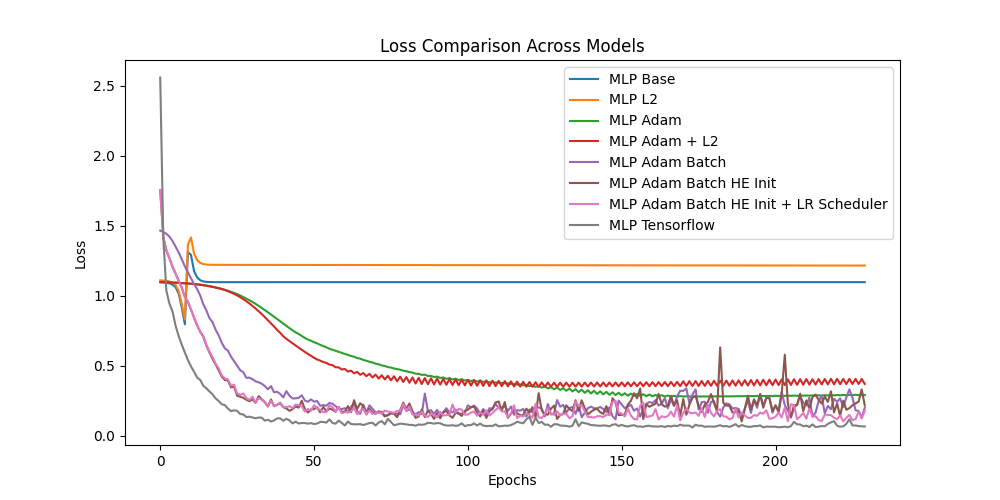 Loss Comparison Across Models
2.5
2.0
1.5
1.0
0.5
0.0
Loss
MLP Base
MLP L2
MLP Adam
MLP Adam + L2
MLP Adam Batch
MLP Adam Batch HE Init
MLP Adam Batch HE Init + LR Scheduler
MLP Tensorflow
0 50 100 150 200
Epochs